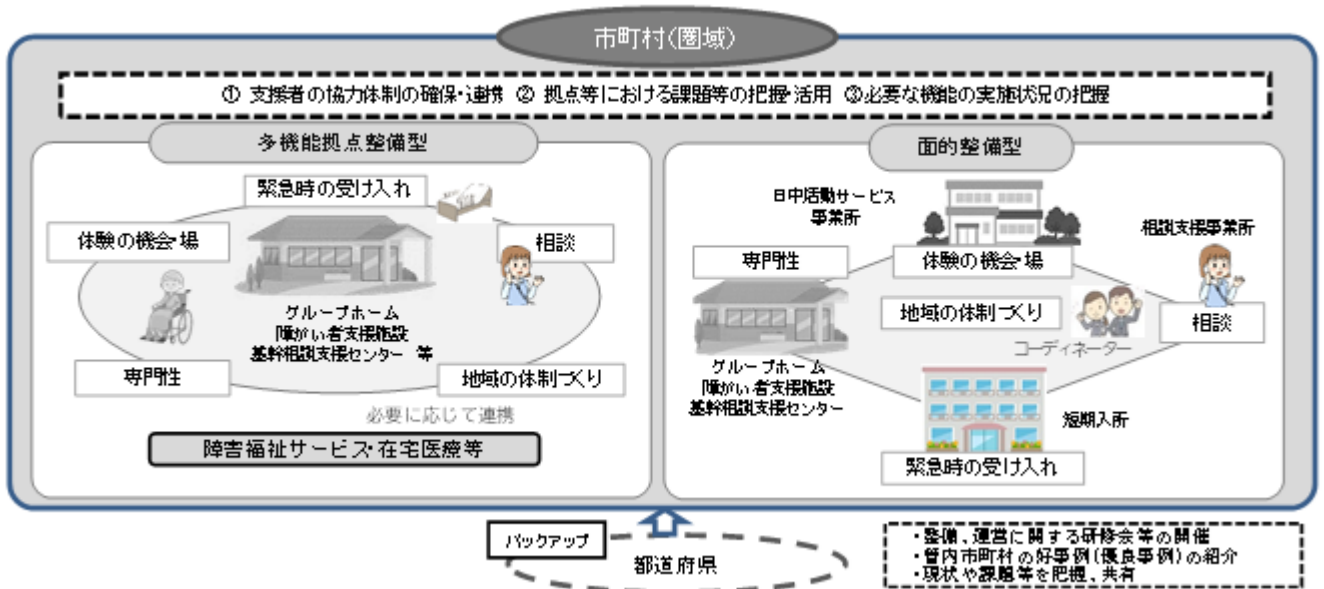 市町村(圏域)
① 支援者の協力体制の確保・連携 ② 拠点等における課題等の把握・活用 ③必要な機能の実施状況の把握
多機能拠点整備型
緊急時の受け入れ
体験の機会・場
相談
グループホーム
障がい者支援施設
基幹相談支援センター 等
専門性
地域の体制づくり
必要に応じて連携
障害福祉サービス・在宅医療等
面的整備型
日中活動サービス
事業所
相談支援事業所
専門性
体験の機会・場
地域の体制づくり
相談
コーディネーター
グループホーム
障がい者支援施設
基幹相談支援センター
短期入所
緊急時の受け入れ
バックアップ
都道府県
・整備、運営に関する研修会等の開催
・管内市町村の好事例(優良事例)の紹介
・現状や課題等を把握、共有